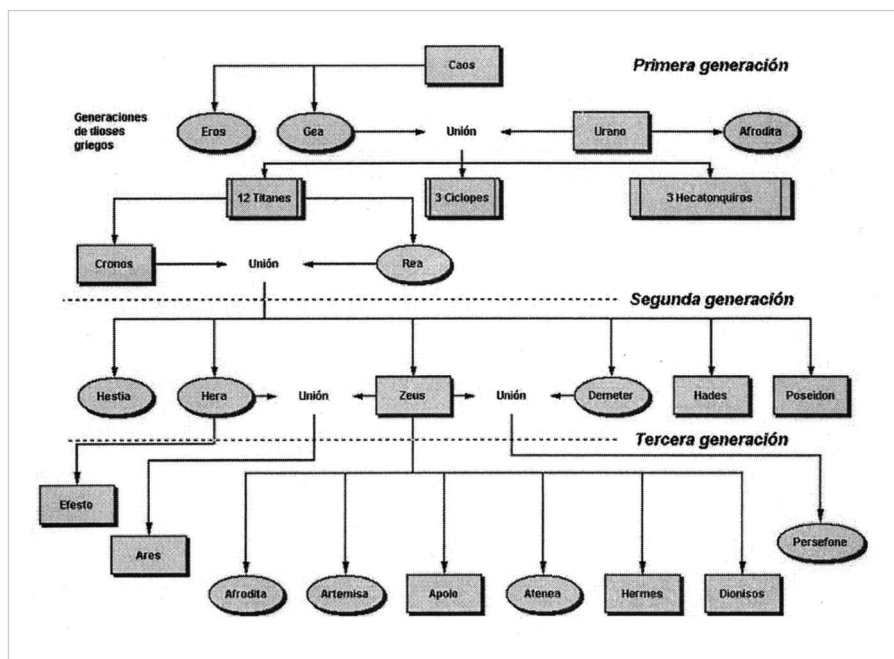 Caos
Primera generación
Generaciones
de dioses
griegos
Eros
Gea
Unión
Urano
Afrodita
12 Titanes
3 Ciclopes
3 Hecatonquiros
Cronos
Unión
Rea
Segunda generación
Hestia
Hera
Unión
Zeus
Unión
Demeter
Hades
Poseidon
Tercera generación
Efesto
Ares
Persefone
Afrodita
Artemisa
Apolo
Atenea
Hermes
Dionisos